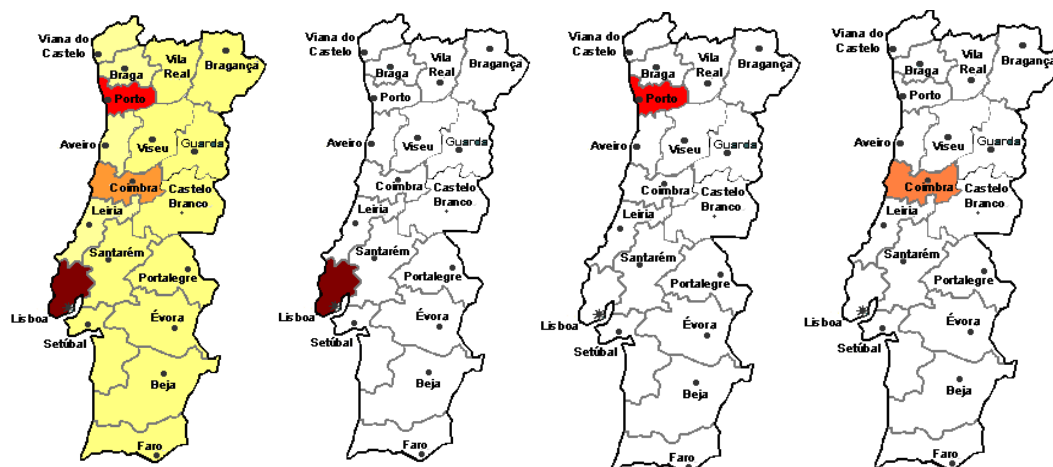 Viana do
Castelo
Braga
Vila
Real
Bragança
Porto
Aveiro
Viseu
Guarda
Coimbra
Castelo
Branco
Leiria
Santarém
Portalegre
Lisboa
Setúbal
Évora
Beja
Faro
Viana do
Castelo
Braga
Vila
Real
Bragança
Porto
Aveiro
Viseu
Guarda
Coimbra
Castelo
Branco
Leiria
Santarém
Portalegre
Lisboa
Setúbal
Évora
Beja
Faro
Viana do
Castelo
Braga
Vila
Real
Bragança
Porto
Aveiro
Viseu
Guarda
Coimbra
Castelo
Branco
Leiria
Santarém
Portalegre
Lisboa
Setúbal
Évora
Beja
Faro
Viana do
Castelo
Braga
Vila
Real
Bragança
Porto
Aveiro
Viseu
Guarda
Coimbra
Castelo
Branco
Leiria
Santarém
Portalegre
Lisboa
Setúbal
Évora
Beja
Faro